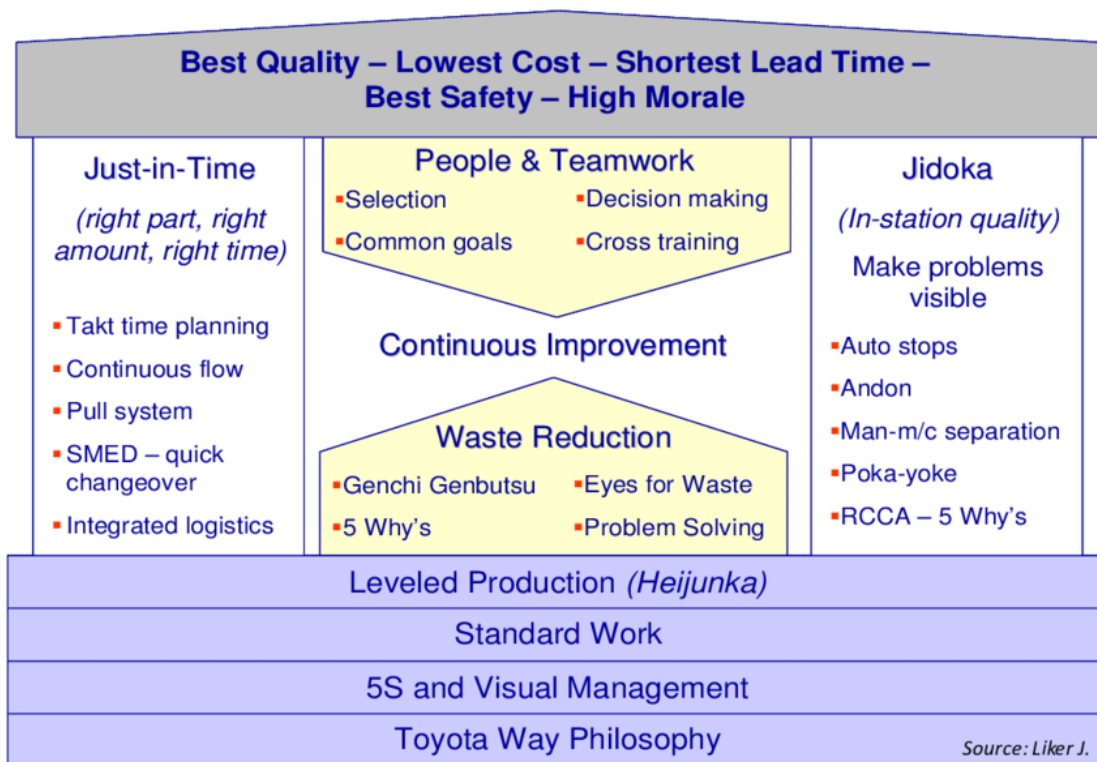 Best Quality – Lowest Cost – Shortest Lead Time –
Best Safety – High Morale
Just-in-Time
(right part, right
amount, right time)
▪Takt time planning
▪Continuous flow
▪Pull system
▪SMED – quick
changeover
▪Integrated logistics
People & Teamwork
▪Selection
▪Common goals
▪Decision making
▪Cross training
Continuous Improvement
Waste Reduction
▪Genchi Genbutsu
▪5 Why's
▪Eyes for Waste
▪Problem Solving
Jidoka
(In-station quality)
Make problems
visible
▪Auto stops
▪Andon
▪Man-m/c separation
▪Poka-yoke
▪RCCA – 5 Why's
Leveled Production (Heijunka)
Standard Work
5S and Visual Management
Toyota Way Philosophy
Source: Liker J.